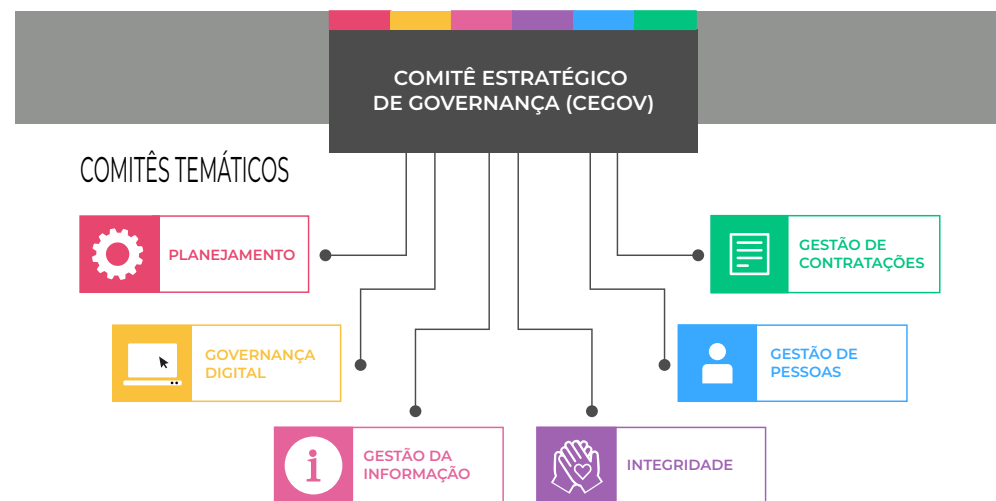 COMITÊ ESTRATÉGICO
DE GOVERNANÇA (CEGOV)
COMITÊS TEMÁTICOS
PLANEJAMENTO
GESTÃO DE
CONTRATAÇÕES
GOVERNANÇA
DIGITAL
GESTÃO DE
PESSOAS
GESTÃO DA
INFORMAÇÃO
INTEGRIDADE